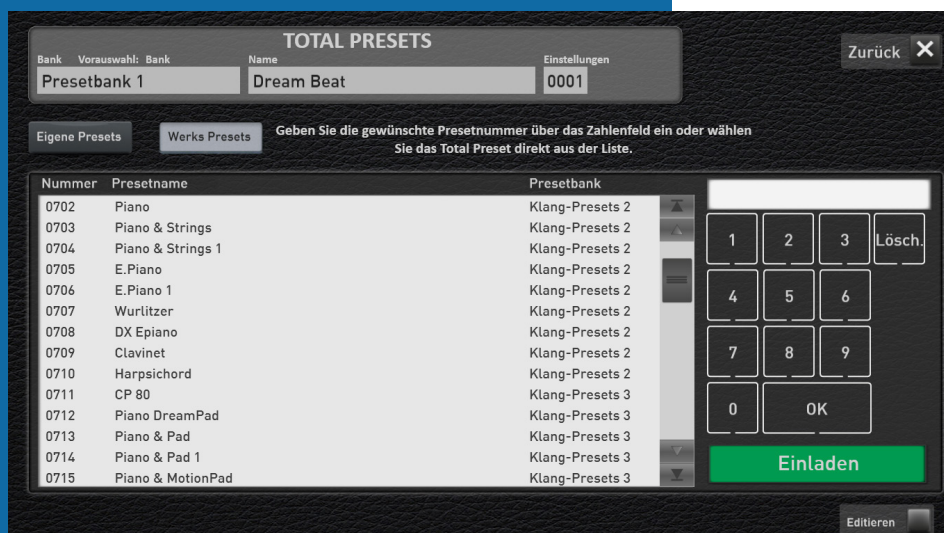 TOTAL PRESETS
Bank Vorauswahl: Bank Name Einstellungen
Presetbank 1 Dream Beat 0001
Zurück X
Eigene Presets Werks Presets
Geben Sie die gewünschte Presetnummer über das Zahlenfeld ein oder wählen
Sie das Total Preset direkt aus der Liste.
Nummer Presetname Presetbank
0702 Piano Klang-Presets 2
0703 Piano & Strings Klang-Presets 2
0704 Piano & Strings 1 Klang-Presets 2
0705 E.Piano Klang-Presets 2
0706 E.Piano 1 Klang-Presets 2
0707 Wurlitzer Klang-Presets 2
0708 DX Epiano Klang-Presets 2
0709 Clavinet Klang-Presets 2
0710 Harpsichord Klang-Presets 2
0711 CP 80 Klang-Presets 3
0712 Piano DreamPad Klang-Presets 3
0713 Piano & Pad Klang-Presets 3
0714 Piano & Pad 1 Klang-Presets 3
0715 Piano & MotionPad Klang-Presets 3
1 2 3 Lösch.
4 5 6
7 8 9
0 OK
Einladen
Editieren